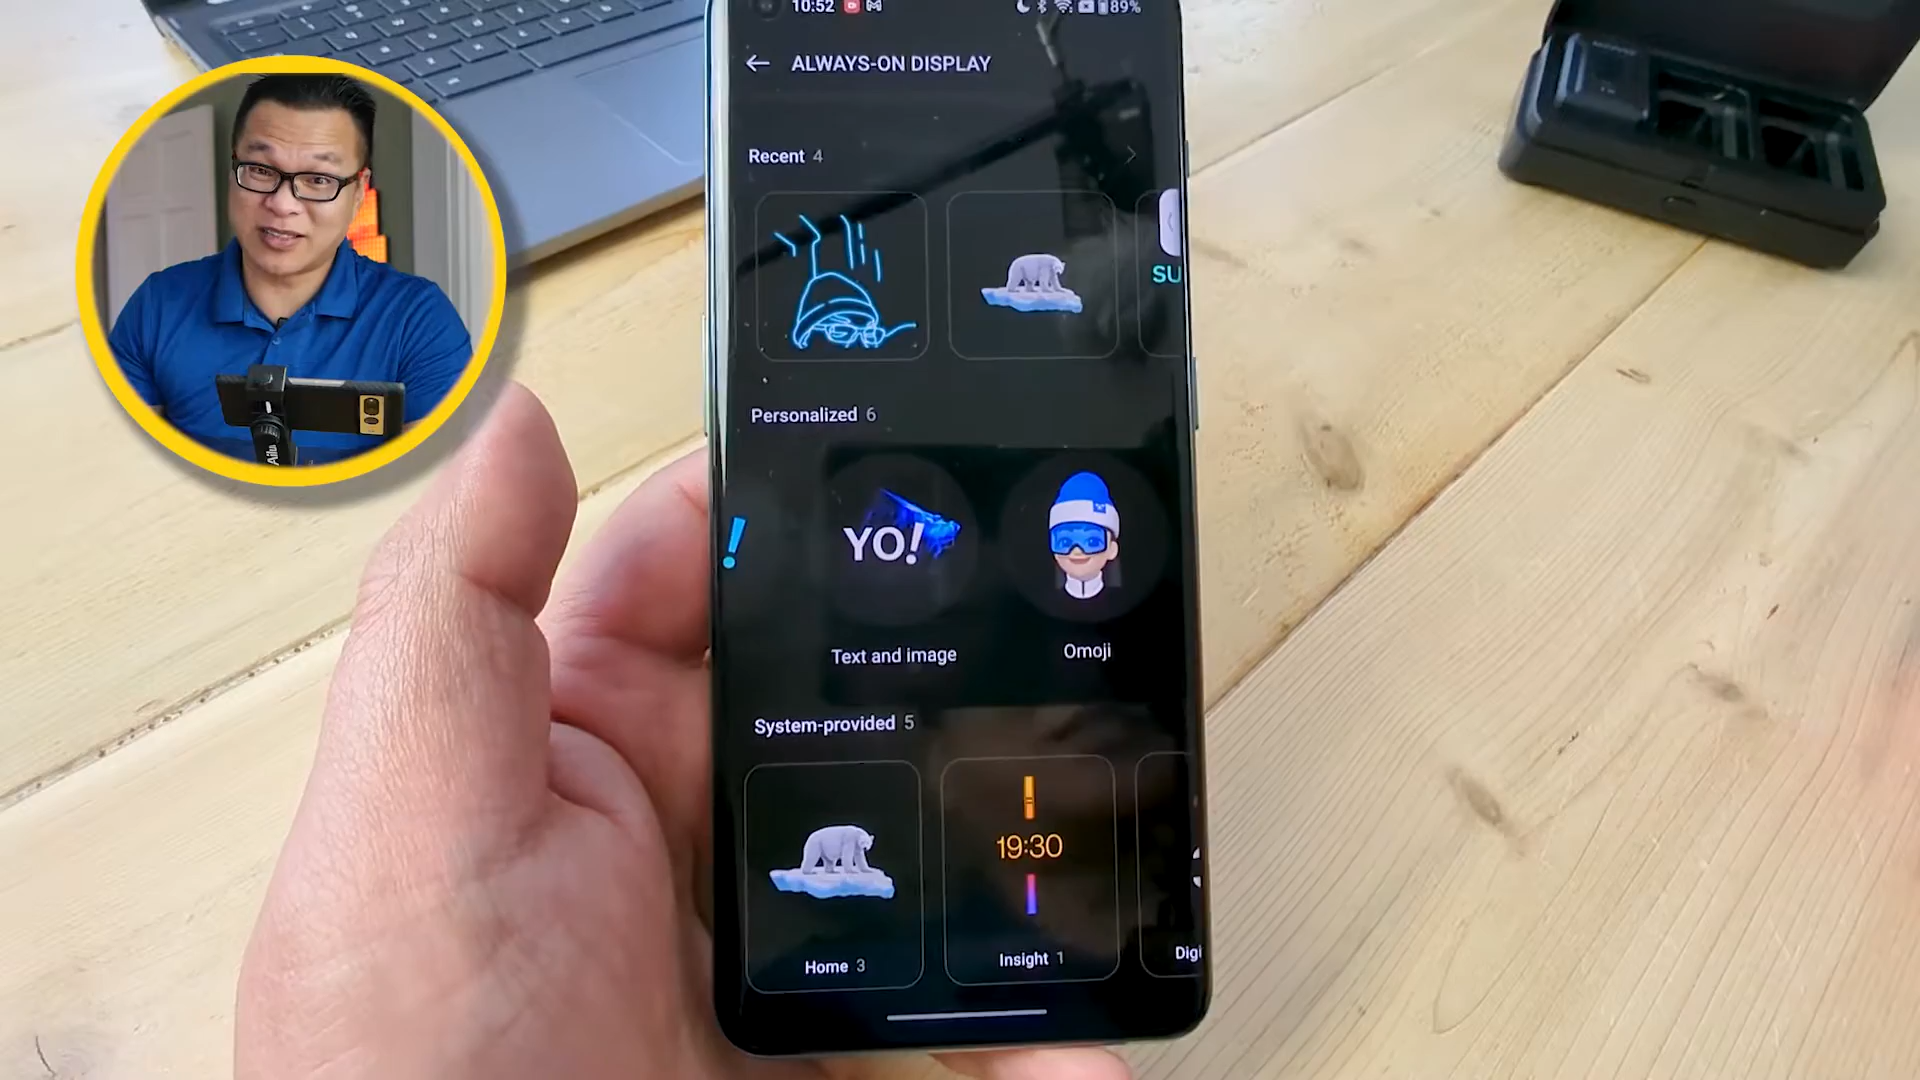 10:52 89%
ALWAYS-ON DISPLAY
Recent 4
SU
Personalized 6
!
YO!
Text and image
Omoji
System-provided 5
19:30
Home 3
Insight 1
Digi
Ailu